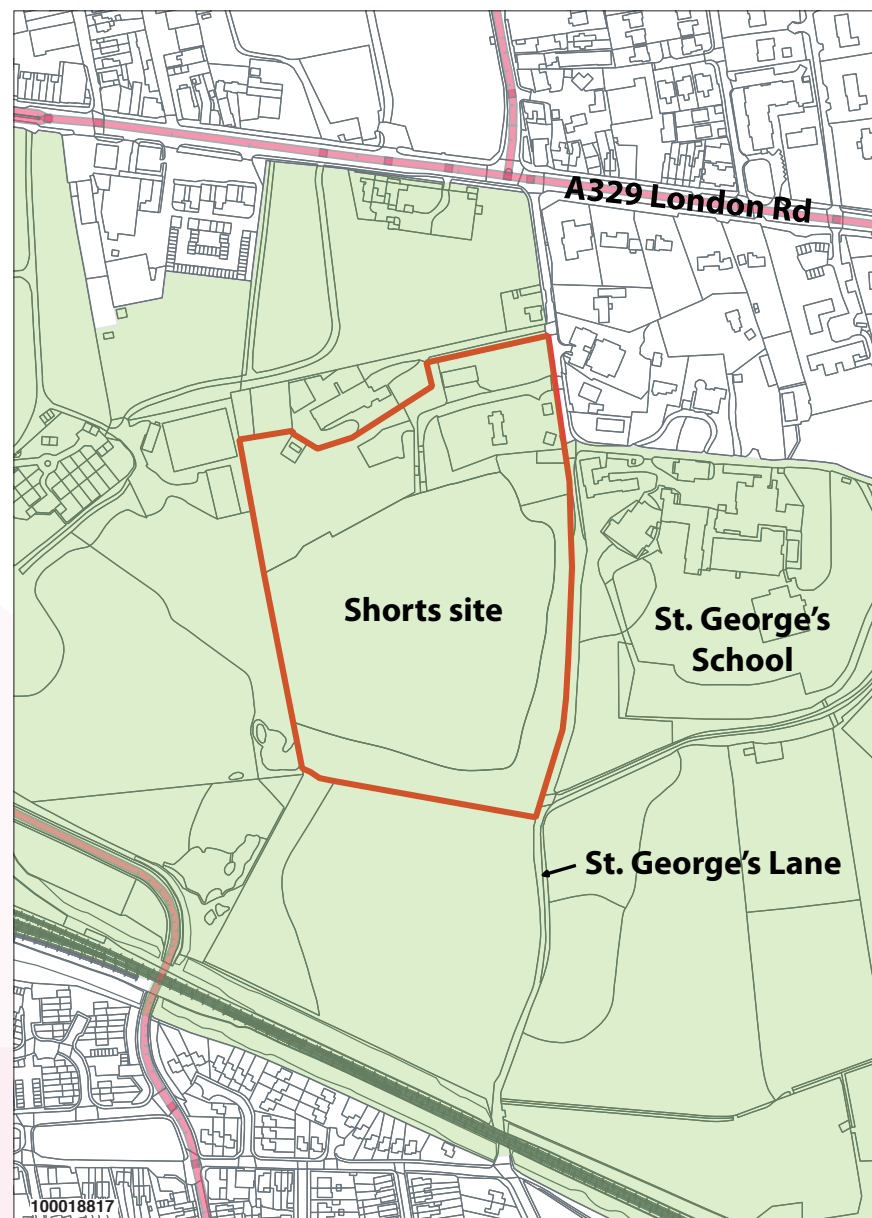 A329 London Rd
Shorts site
St. George's
School
St. George's Lane
100018817